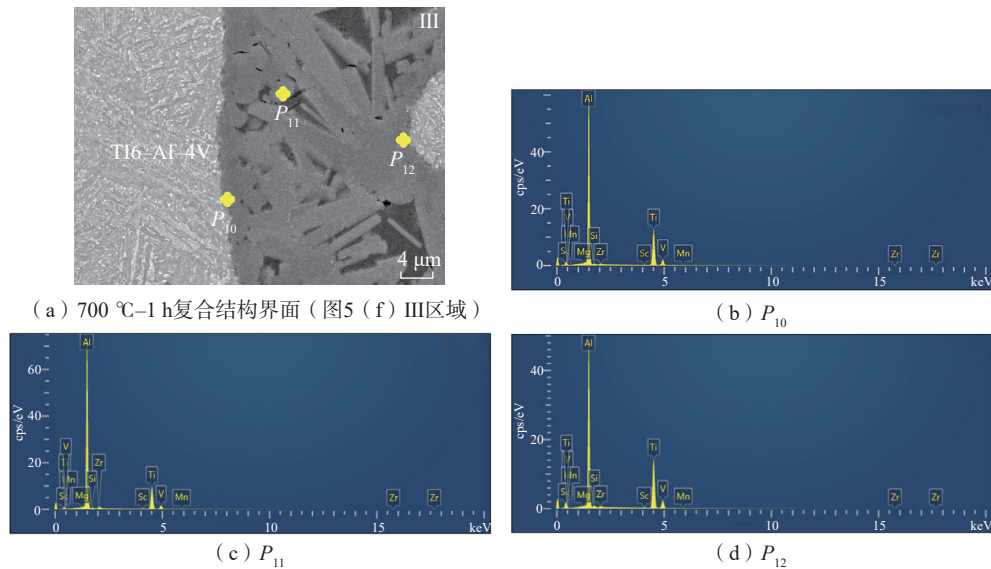 III
P11
P12
TI6–Al–4V
P10
4 μm
（a）700 ℃–1 h复合结构界面（图5（f）III区域）
Al
cps/eV
40
20
0
Ti
V
Mn
Si
Sc
Mg
Zr
Ti
V
Sc
Mn
Zr
Zr
0
5
10
15
keV
（b）P10
Al
cps/eV
60
40
20
0
V
Zr
Mn
Si
Sc
Mg
Ti
V
Sc
Mn
Zr
Zr
0
5
10
15
keV
（c）P11
Al
cps/eV
40
20
0
Ti
V
Mn
Si
Sc
Mg
Zr
Ti
V
Sc
Mn
Zr
Zr
0
5
10
15
keV
（d）P12